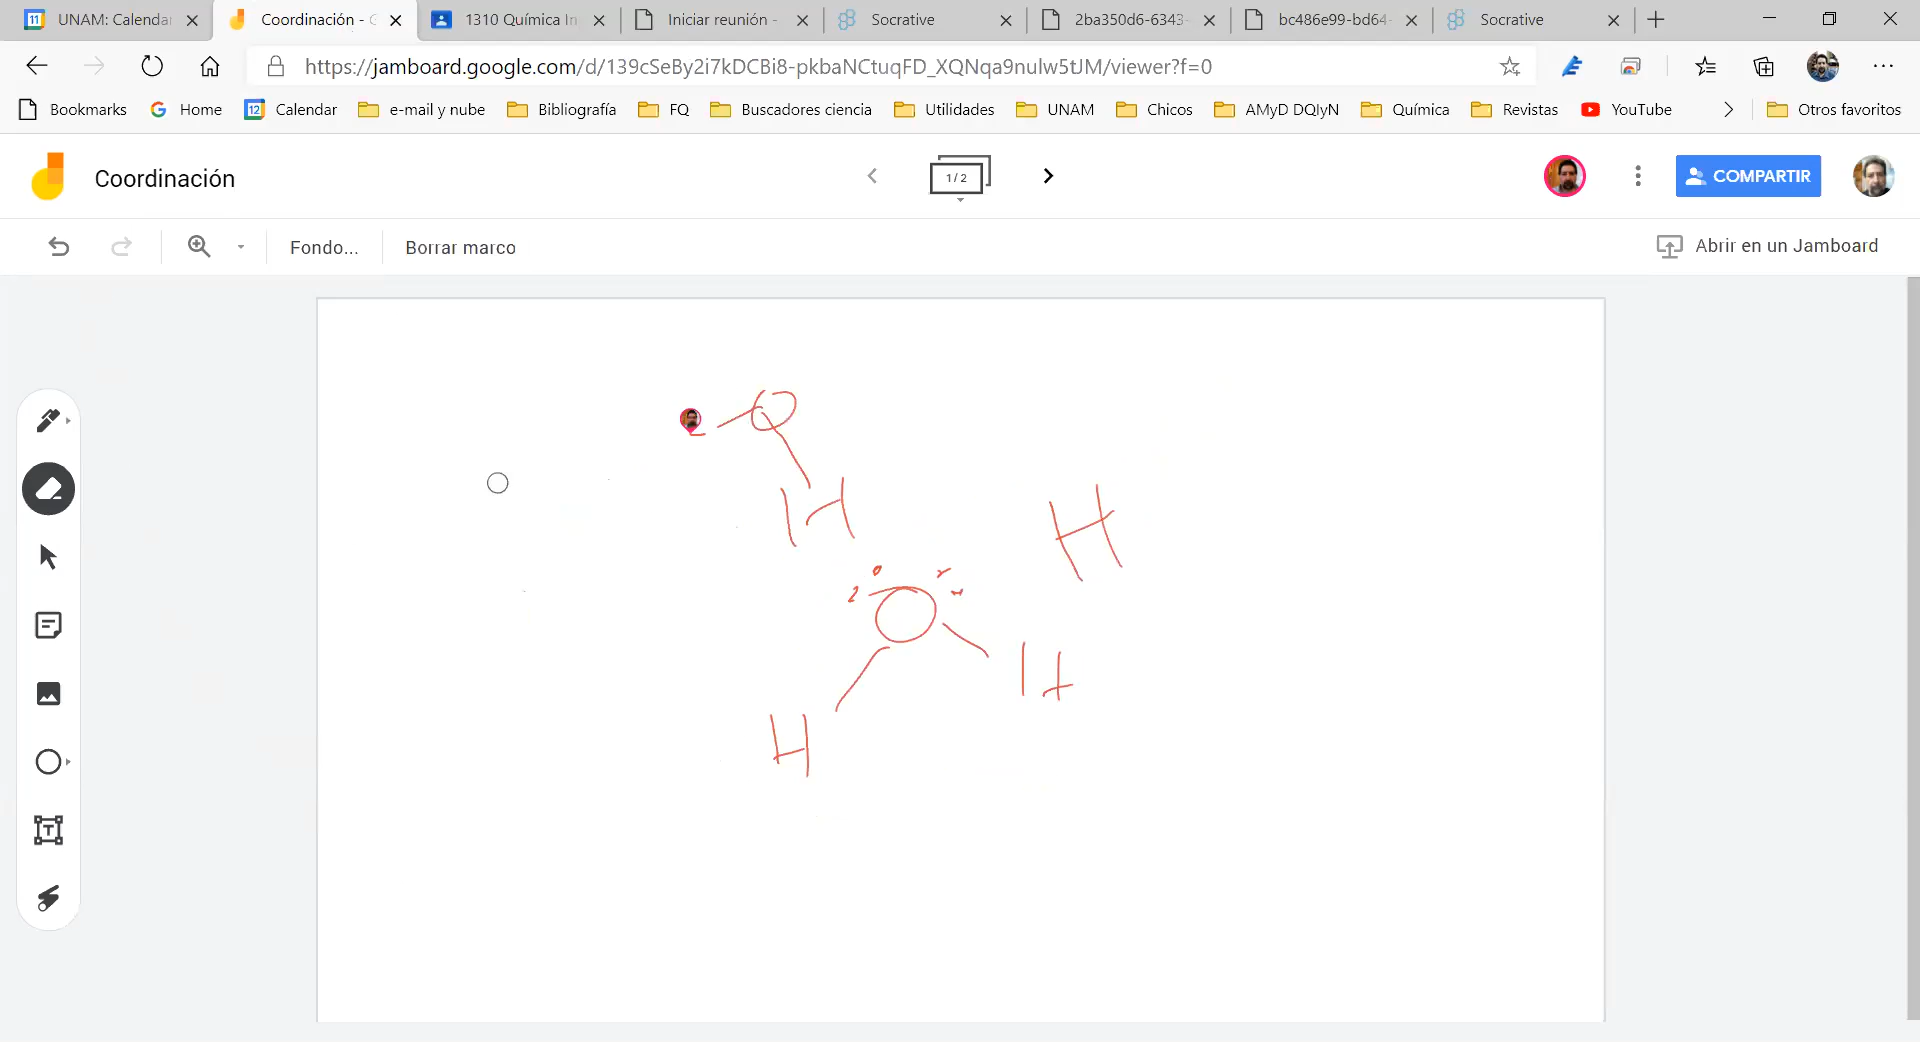 UNAM: Calenda
Coordinación - G
1310 Química In
Iniciar reunión -
Socrative
2ba350d6-6343-
bc486e99-bd64-
Socrative
https://jamboard.google.com/d/139cSeBy2i7kDCBi8-pkbaNCtuqFD_XQNqa9nulw5tJM/viewer?f=0
Bookmarks
Home
Calendar
e-mail y nube
Bibliografía
FQ
Buscadores ciencia
Utilidades
UNAM
Chicos
AMyD DQIyN
Química
Revistas
YouTube
Otros favoritos
Coordinación
1 / 2
COMPARTIR
Fondo...
Borrar marco
Abrir en un Jamboard
O
H
H
O
H
H